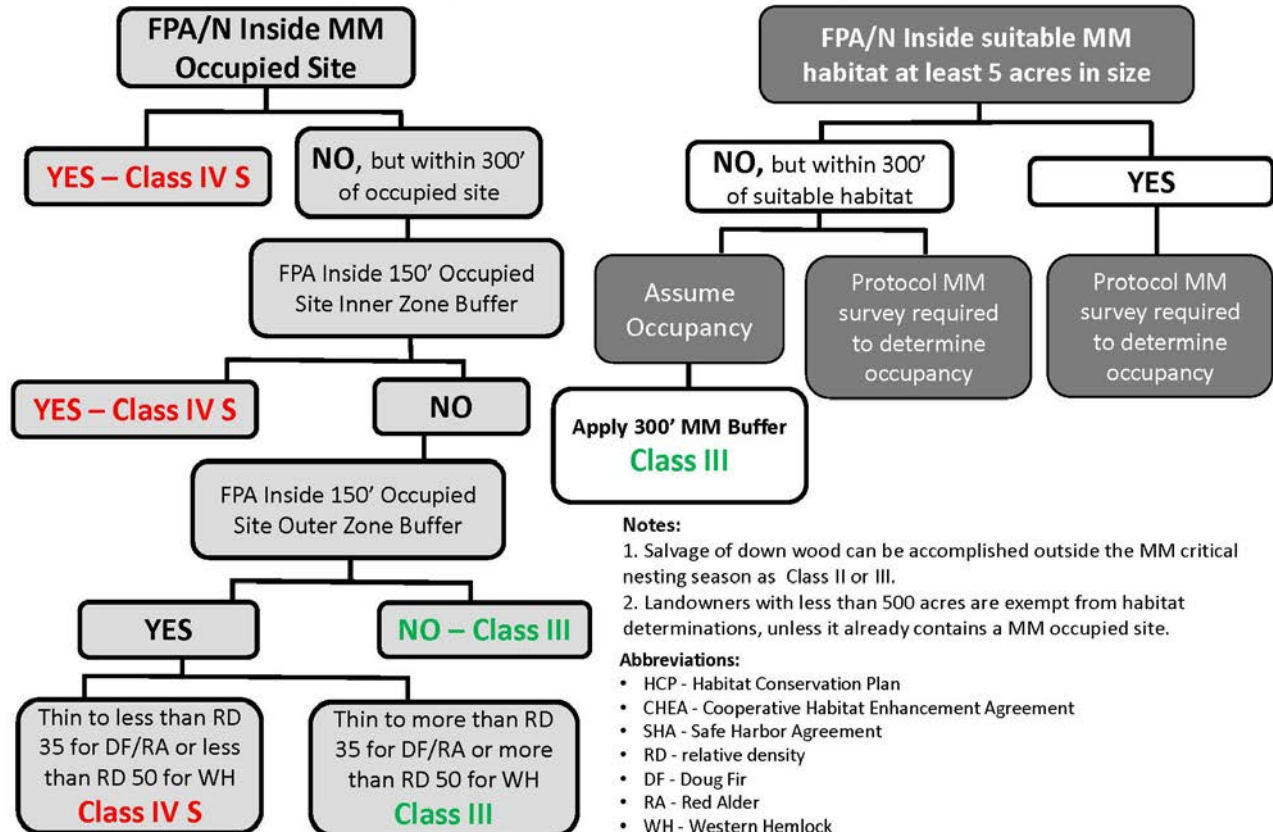 FPA/N Inside MM
Occupied Site
YES – Class IV S
NO, but within 300'
of occupied site
FPA Inside 150' Occupied
Site Inner Zone Buffer
YES – Class IV S
NO
FPA Inside 150' Occupied
Site Outer Zone Buffer
YES
NO – Class III
Thin to less than RD
35 for DF/RA or less
than RD 50 for WH
Class IV S
Thin to more than RD
35 for DF/RA or more
than RD 50 for WH
Class III
FPA/N Inside suitable MM
habitat at least 5 acres in size
NO, but within 300'
of suitable habitat
YES
Assume
Occupancy
Protocol MM
survey required
to determine
occupancy
Protocol MM
survey required
to determine
occupancy
Apply 300' MM Buffer
Class III
Notes:
1. Salvage of down wood can be accomplished outside the MM critical
nesting season as Class II or III.
2. Landowners with less than 500 acres are exempt from habitat
determinations, unless it already contains a MM occupied site.
Abbreviations:
• HCP - Habitat Conservation Plan
• CHEA - Cooperative Habitat Enhancement Agreement
• SHA - Safe Harbor Agreement
• RD - relative density
• DF - Doug Fir
• RA - Red Alder
• WH - Western Hemlock